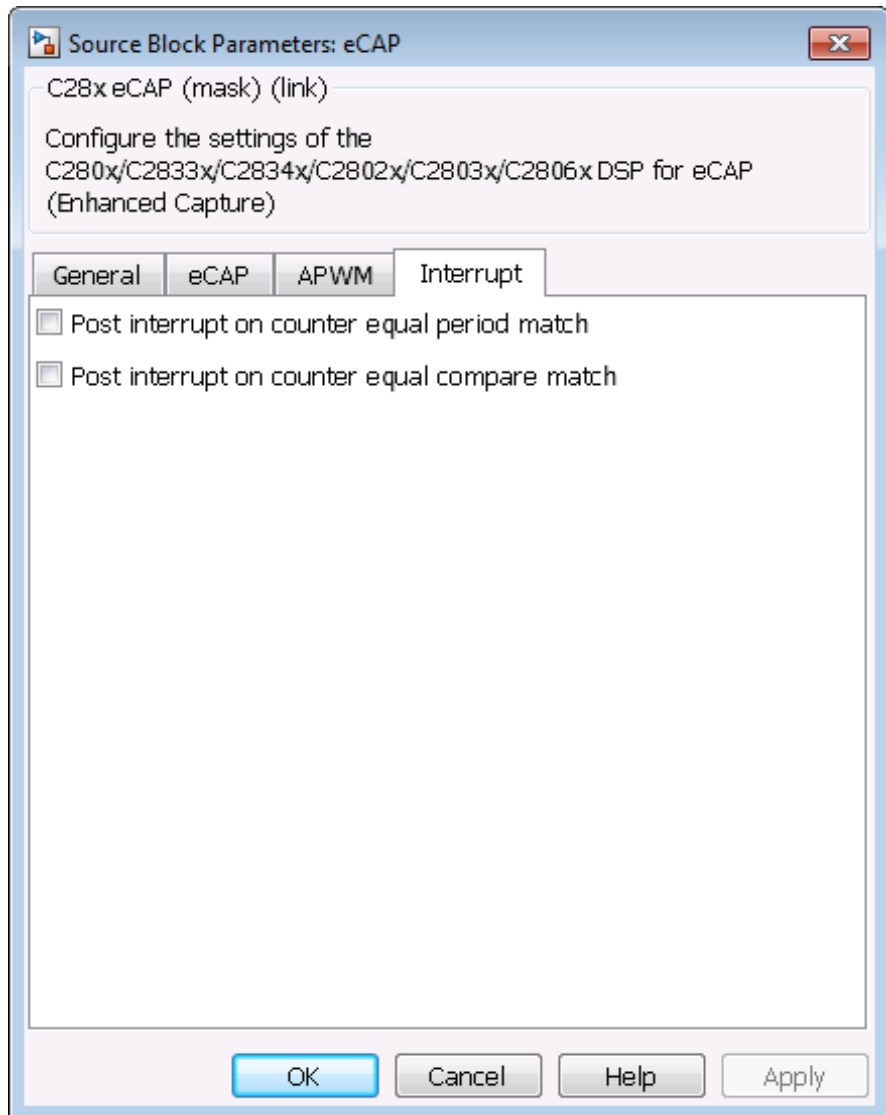 Source Block Parameters: eCAP
C28x eCAP (mask) (link)
Configure the settings of the
C280x/C2833x/C2834x/C2802x/C2803x/C2806x DSP for eCAP
(Enhanced Capture)
General eCAP APWM Interrupt
Post interrupt on counter equal period match
Post interrupt on counter equal compare match
OK Cancel Help Apply